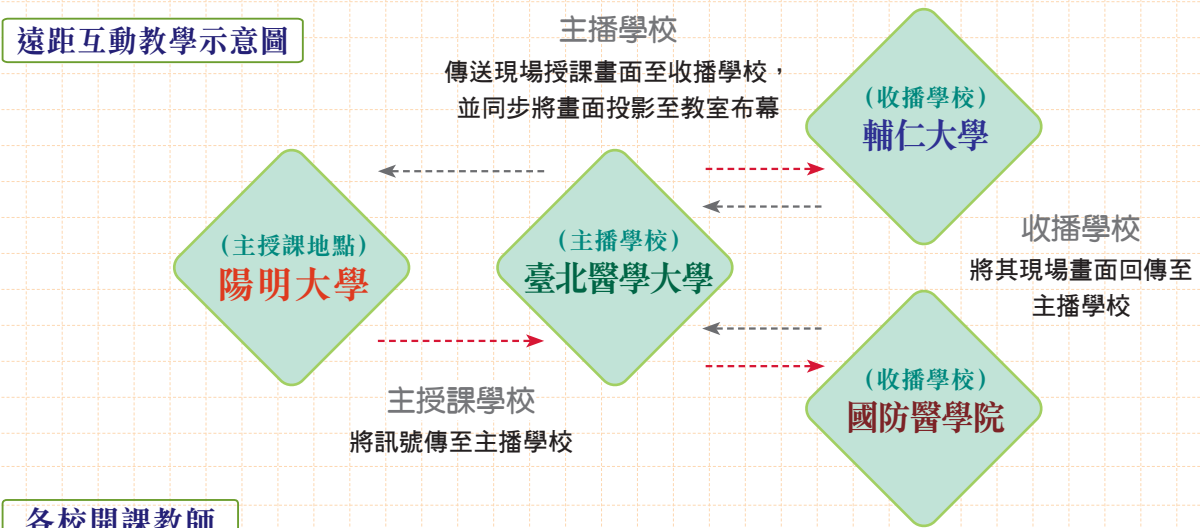 遠距互動教學示意圖
主播學校
傳送現場授課畫面至收播學校，
並同步將畫面投影至教室布幕
(收播學校)
輔仁大學
(主授課地點)
陽明大學
(主播學校)
臺北醫學大學
收播學校
將其現場畫面回傳至
主播學校
主授課學校
將訊號傳至主播學校
(收播學校)
國防醫學院
各校開課教師